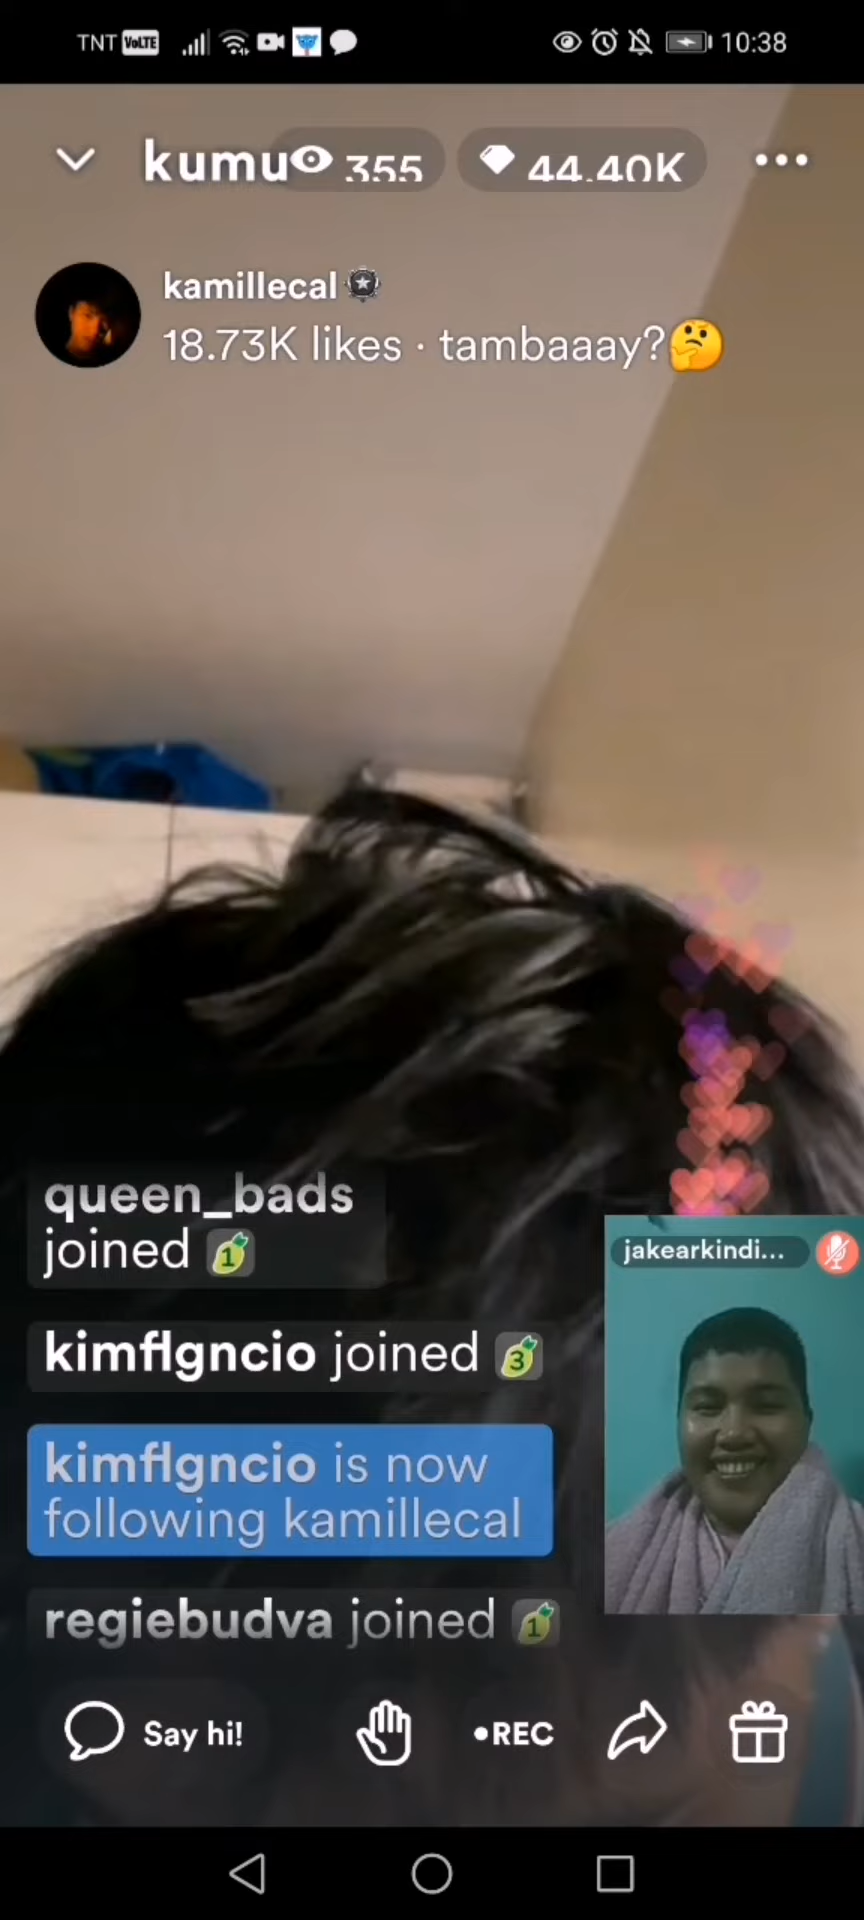 TNT VoLTE 10:38
kumu 355 44.40K
kamillecal
18.73K likes · tambaaay?🤔
queen_bads
joined 1
jakearkindi...
kimflgncio joined 3
kimflgncio is now
following kamillecal
regiebudva joined 1
Say hi! •REC